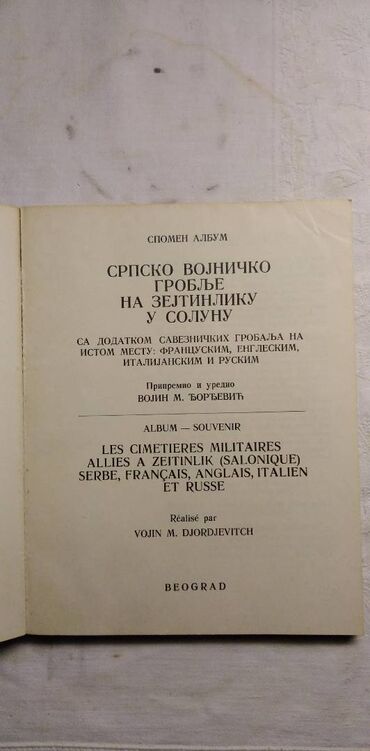 СПОМЕН АЛБУМ
СРПСКО ВОЈНИЧКО
ГРОБЉЕ
НА ЗЕЈТИНЛИКУ
У СОЛУНУ
СА ДОДАТКОМ САВЕЗНИЧКИХ ГРОБАЉА НА
ИСТОМ МЕСТУ: ФРАНЦУСКИМ, ЕНГЛЕСКИМ,
ИТАЛИЈАНСКИМ И РУСКИМ
Припремио и уредио
ВОЈИН М. ЂОРЂЕВИЋ
ALBUM — SOUVENIR
LES CIMETIERES MILITAIRES
ALLIES A ZEITINLIK (SALONIQUE)
SERBE, FRANÇAIS, ANGLAIS, ITALIEN
ET RUSSE
Réalisé par
VOJIN M. DJORDJEVITCH
BEOGRAD